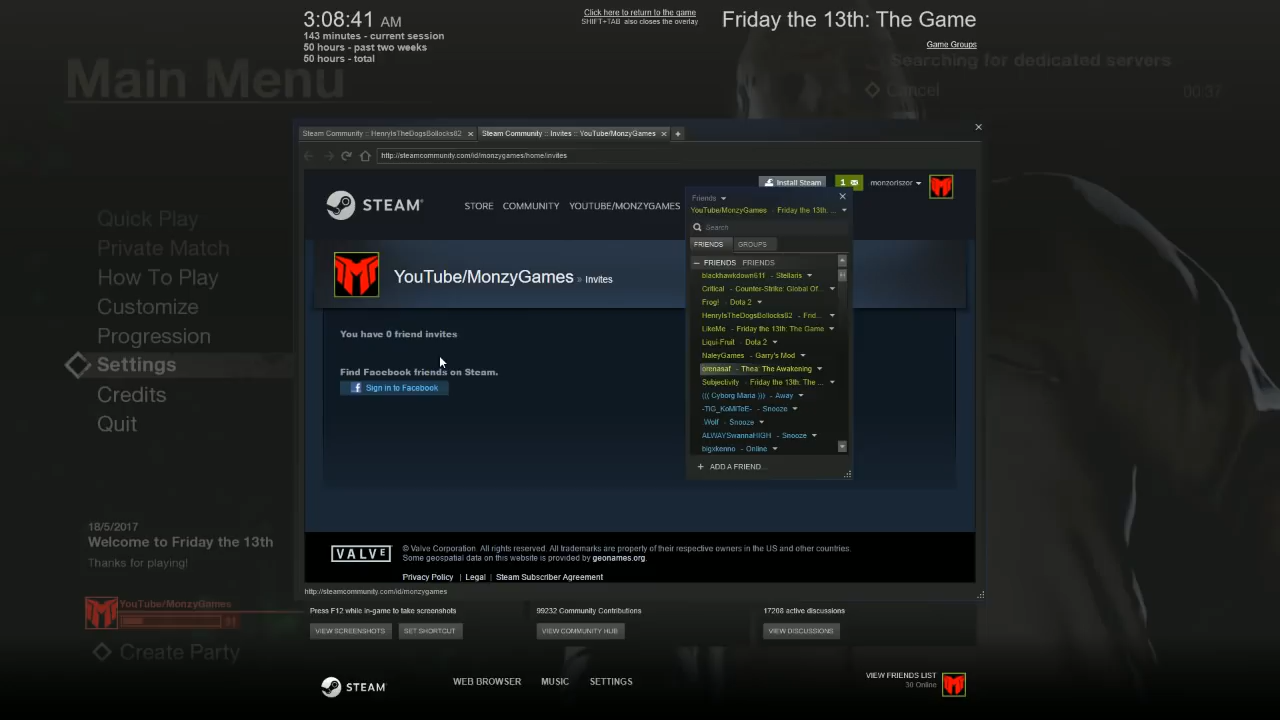 3:08:41 AM
143 minutes - current session
50 hours - past two weeks
50 hours - total
Click here to return to the game
SHIFT+TAB also closes the overlay
Friday the 13th: The Game
Game Groups
Main Menu
Searching for dedicated servers
Cancel
00:37
Quick Play
Private Match
How To Play
Customize
Progression
Settings
Credits
Quit
18/5/2017
Welcome to Friday the 13th
Thanks for playing!
YouTube/MonzyGames
Create Party
Steam Community :: HenryIsTheDogsBollocks82
Steam Community :: Invites :: YouTube/MonzyGames
http://steamcommunity.com/id/monzygames/home/invites
Install Steam
1
monzoriszor
STEAM®
STORE
COMMUNITY
YOUTUBE/MONZYGAMES
YouTube/MonzyGames » Invites
You have 0 friend invites
Find Facebook friends on Steam.
Sign in to Facebook
Friends
YouTube/MonzyGames - Friday the 13th: ...
Search
FRIENDS
GROUPS
FRIENDS FRIENDS
blackhawkdown611 - Stellaris
Critical - Counter-Strike: Global Of...
Frog! - Dota 2
HenryIsTheDogsBollocks82 - Frid...
LikeMe - Friday the 13th: The Game
Liqui-Fruit - Dota 2
NaleyGames - Garry's Mod
orenaaf - Thea: The Awakening
Subjectivity - Friday the 13th: The ...
((( Cyborg Maria ))) - Away
-TIG_KoMiTeE- - Snooze
.Wolf - Snooze
ALWAYSwannaHIGH - Snooze
bigxkenno - Online
+ ADD A FRIEND...
VALVE
© Valve Corporation. All rights reserved. All trademarks are property of their respective owners in the US and other countries.
Some geospatial data on this website is provided by geonames.org.
Privacy Policy | Legal | Steam Subscriber Agreement
http://steamcommunity.com/id/monzygames
Press F12 while in-game to take screenshots
VIEW SCREENSHOTS
SET SHORTCUT
99232 Community Contributions
VIEW COMMUNITY HUB
17208 active discussions
VIEW DISCUSSIONS
STEAM
WEB BROWSER
MUSIC
SETTINGS
VIEW FRIENDS LIST
30 Online